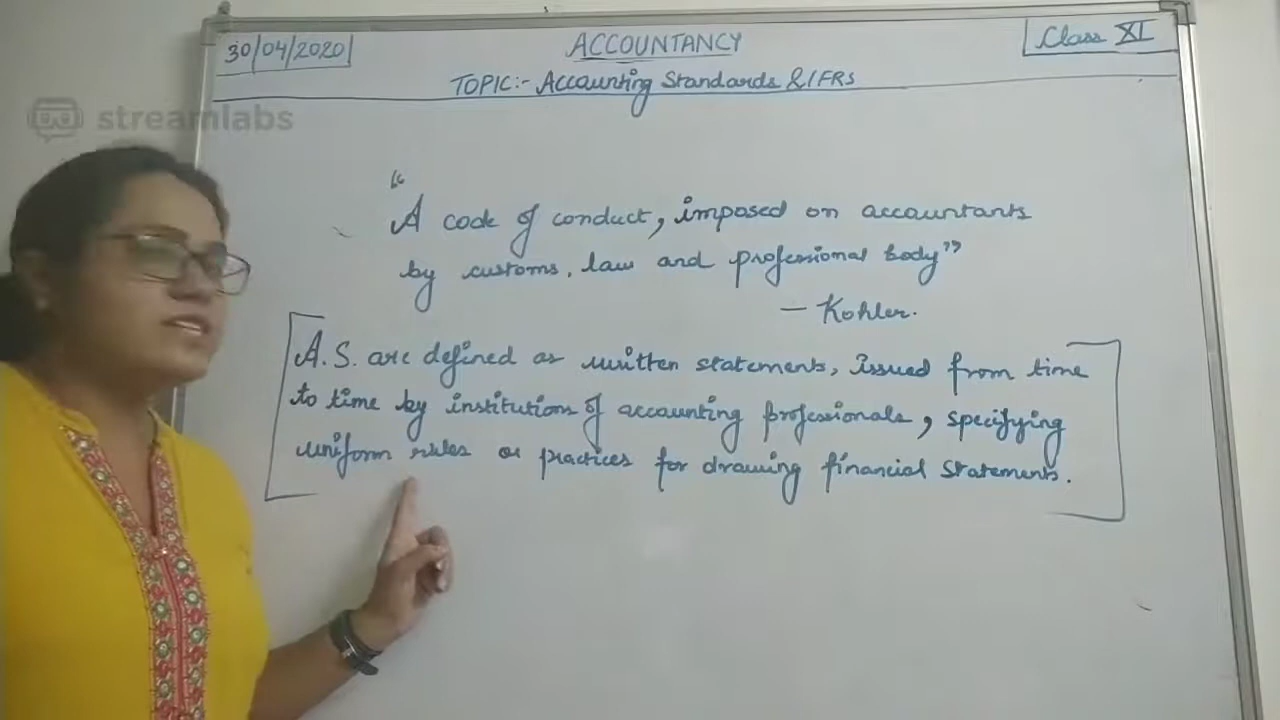 30/04/2020
ACCOUNTANCY
Class XI
TOPIC:- Accounting Standards & IFRS
streamlabs
"A code of conduct, imposed on accountants
by customs, law and professional body"
- Kohler.
A.S. are defined as written statements, issued from time
to time by institutions of accounting professionals, specifying
uniform rules or practices for drawing financial statements.